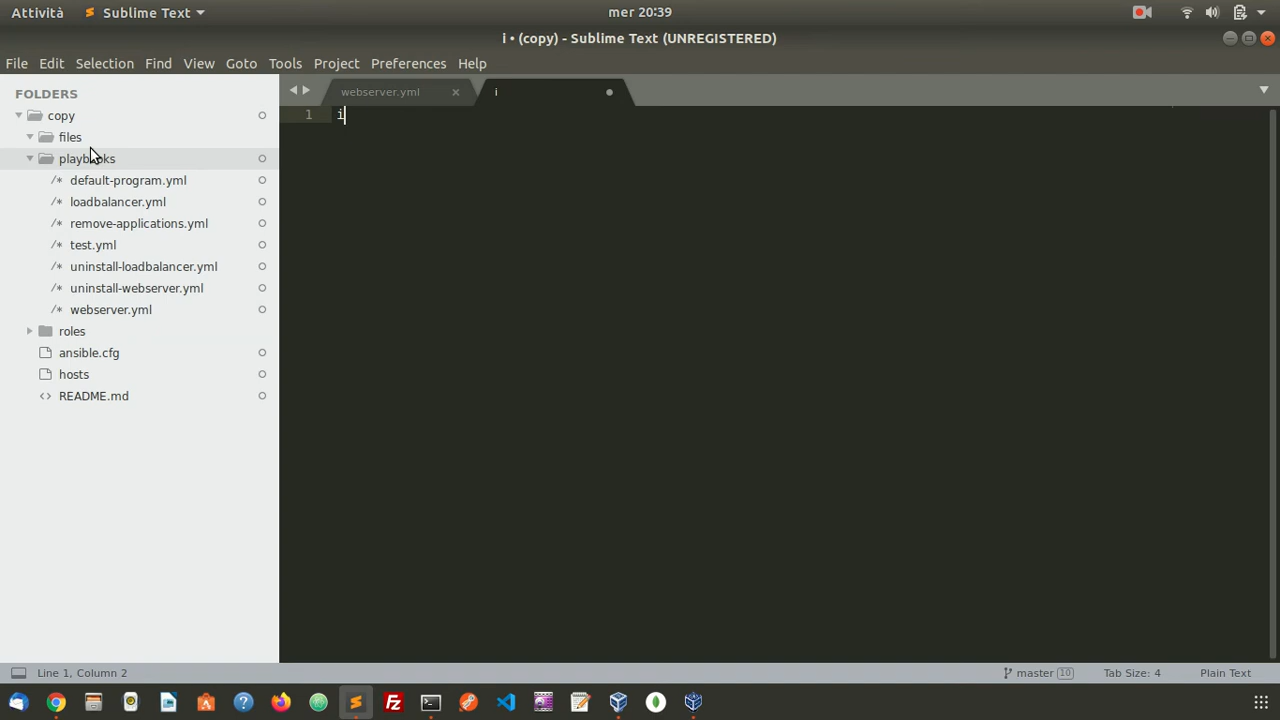 Attività Sublime Text mer 20:39
i • (copy) - Sublime Text (UNREGISTERED)
File Edit Selection Find View Goto Tools Project Preferences Help
FOLDERS
copy
files
playbooks
default-program.yml
loadbalancer.yml
remove-applications.yml
test.yml
uninstall-loadbalancer.yml
uninstall-webserver.yml
webserver.yml
roles
ansible.cfg
hosts
README.md
webserver.yml i
1 i
Line 1, Column 2 master 10 Tab Size: 4 Plain Text